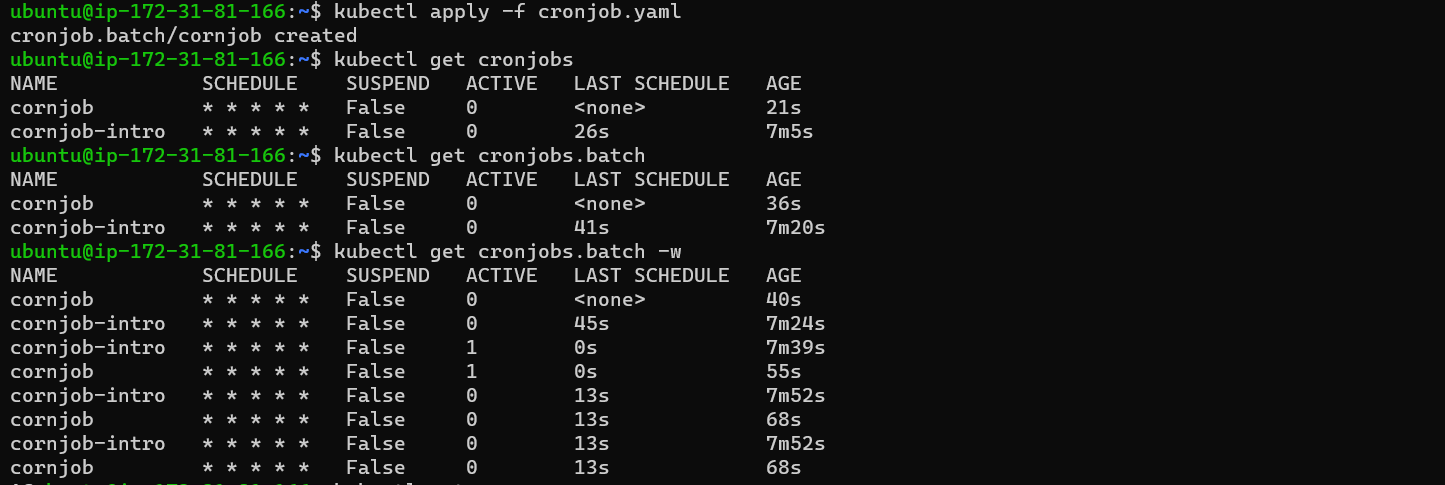 ubuntu@ip-172-31-81-166:~$ kubectl apply -f cronjob.yaml
cronjob.batch/cornjob created
ubuntu@ip-172-31-81-166:~$ kubectl get cronjobs
NAME            SCHEDULE    SUSPEND   ACTIVE   LAST SCHEDULE   AGE
cornjob         * * * * *   False     0        <none>          21s
cornjob-intro   * * * * *   False     0        26s             7m5s
ubuntu@ip-172-31-81-166:~$ kubectl get cronjobs.batch
NAME            SCHEDULE    SUSPEND   ACTIVE   LAST SCHEDULE   AGE
cornjob         * * * * *   False     0        <none>          36s
cornjob-intro   * * * * *   False     0        41s             7m20s
ubuntu@ip-172-31-81-166:~$ kubectl get cronjobs.batch -w
NAME            SCHEDULE    SUSPEND   ACTIVE   LAST SCHEDULE   AGE
cornjob         * * * * *   False     0        <none>          40s
cornjob-intro   * * * * *   False     0        45s             7m24s
cornjob-intro   * * * * *   False     1        0s              7m39s
cornjob         * * * * *   False     1        0s              55s
cornjob-intro   * * * * *   False     0        13s             7m52s
cornjob         * * * * *   False     0        13s             68s
cornjob-intro   * * * * *   False     0        13s             7m52s
cornjob         * * * * *   False     0        13s             68s